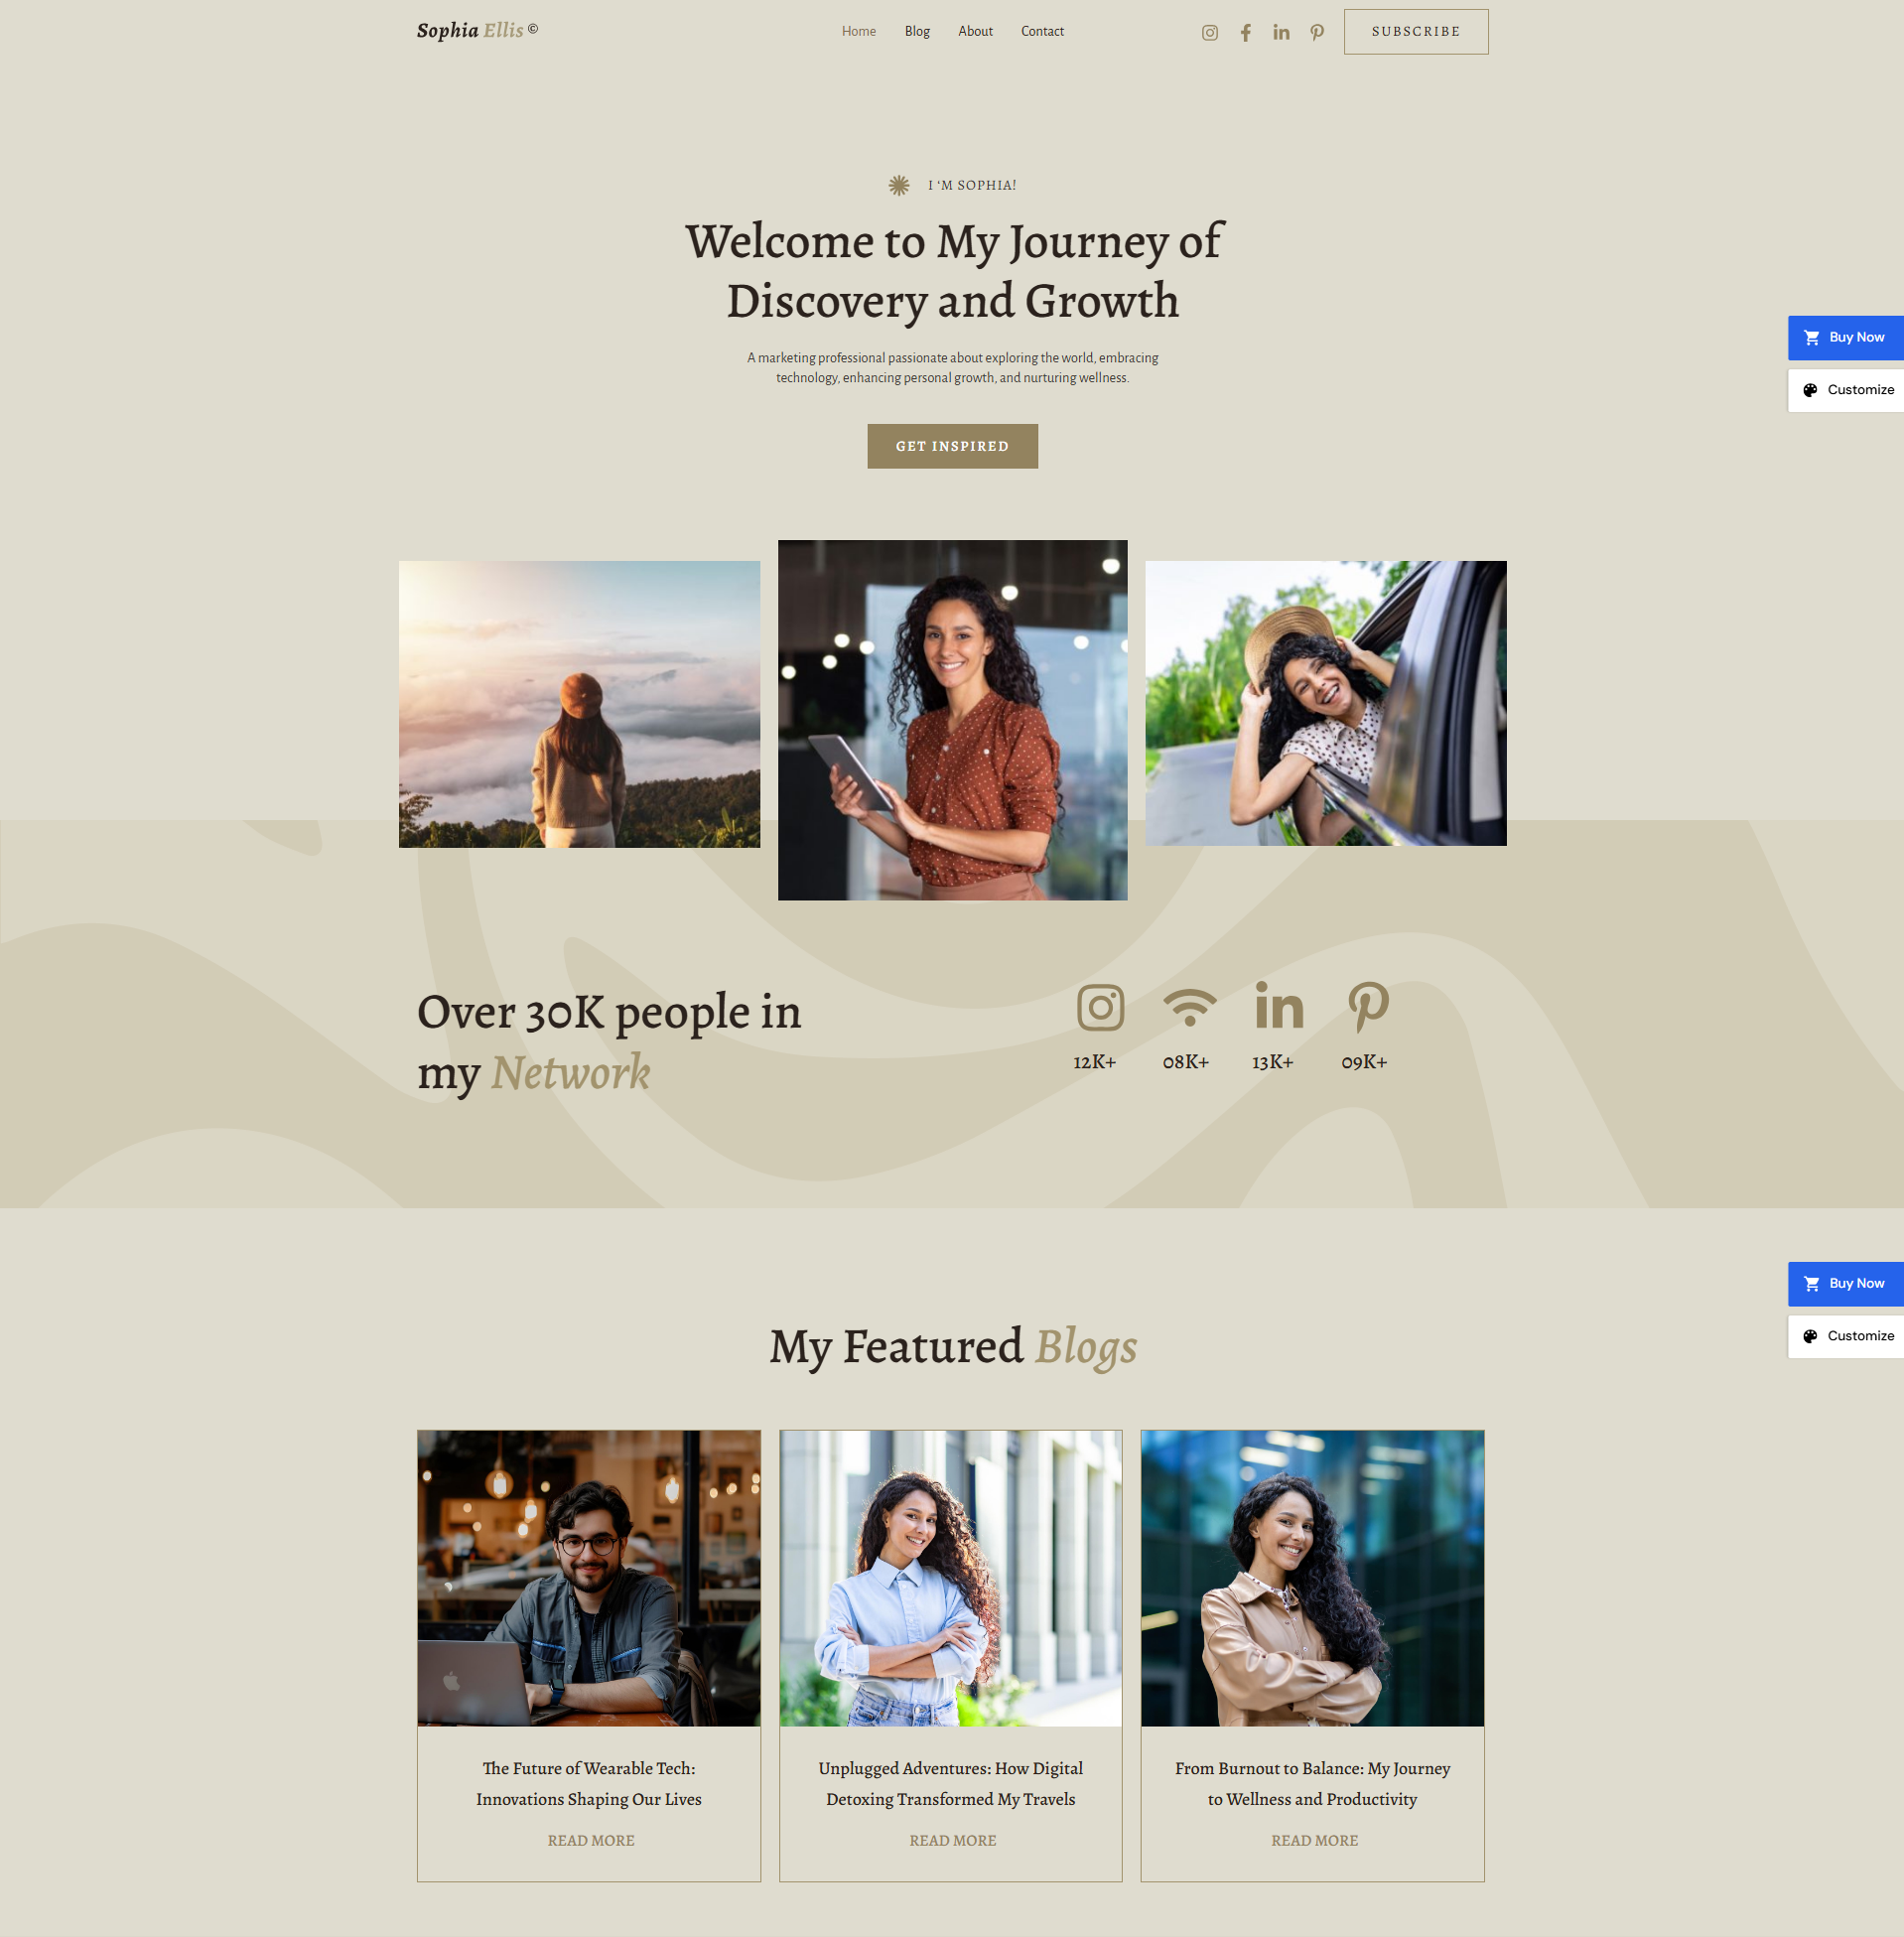 Sophia Ellis ©
Home Blog About Contact
SUBSCRIBE
I ‘M SOPHIA!
Welcome to My Journey of
Discovery and Growth
A marketing professional passionate about exploring the world, embracing
technology, enhancing personal growth, and nurturing wellness.
GET INSPIRED
Buy Now
Customize
Over 30K people in
my Network
12K+ 08K+ 13K+ 09K+
Buy Now
Customize
My Featured Blogs
The Future of Wearable Tech:
Innovations Shaping Our Lives
READ MORE
Unplugged Adventures: How Digital
Detoxing Transformed My Travels
READ MORE
From Burnout to Balance: My Journey
to Wellness and Productivity
READ MORE